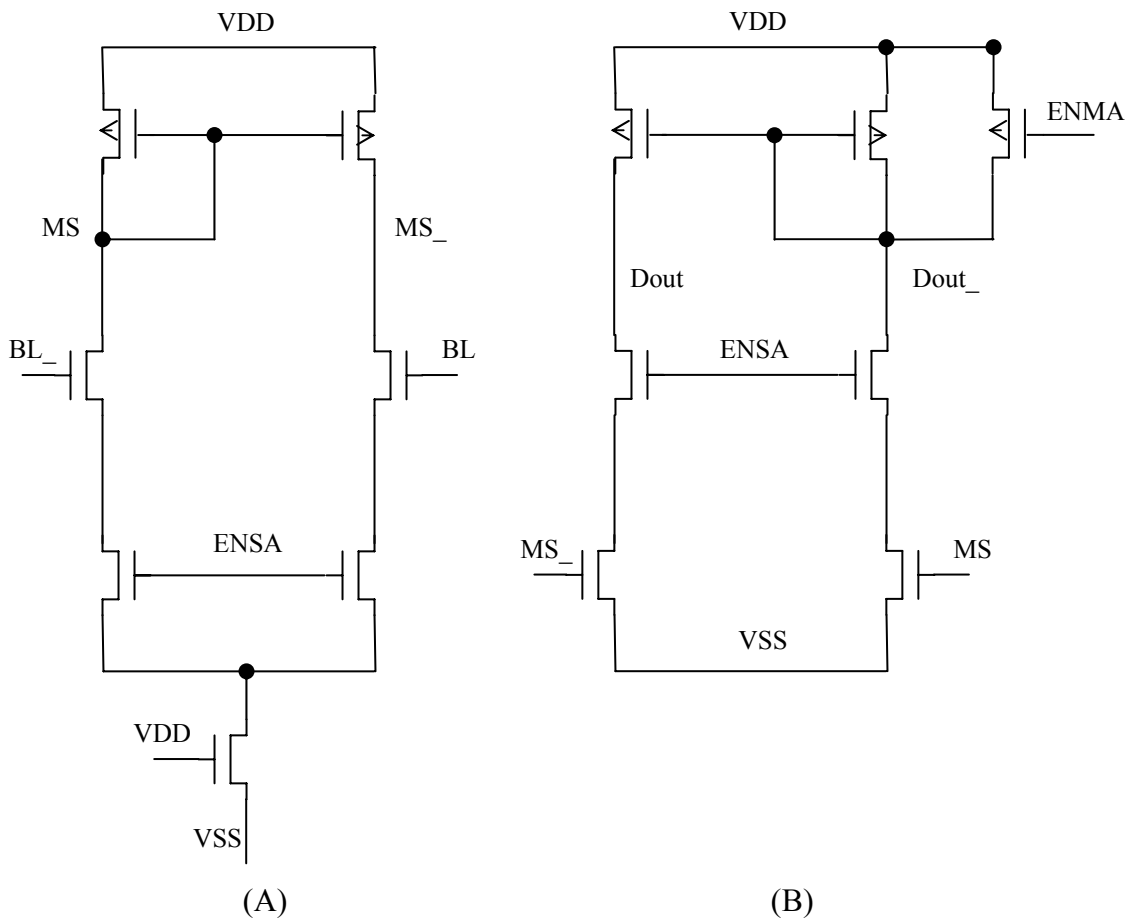 VDD
MS
MS_
BL_
BL
ENSA
VDD
VSS
(A)
VDD
ENMA
Dout
Dout_
ENSA
MS_
MS
VSS
(B)